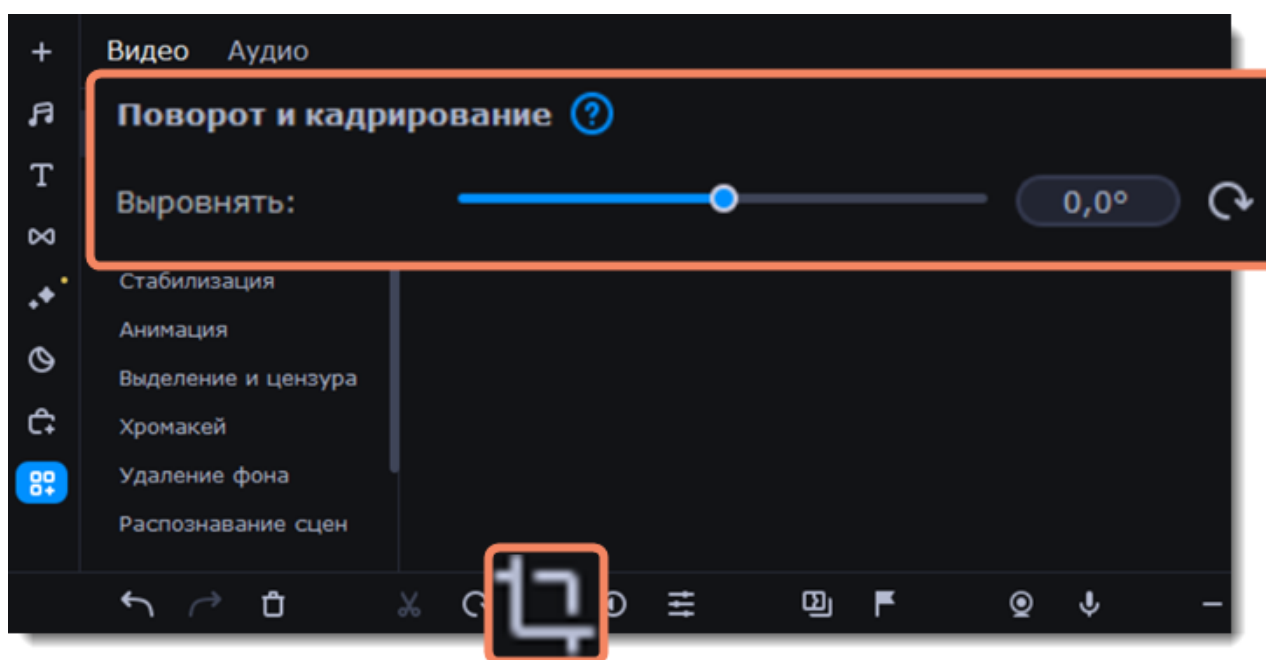 Видео Аудио
Поворот и кадрирование ?
Выровнять: 0,0°
Стабилизация
Анимация
Выделение и цензура
Хромакей
Удаление фона
Распознавание сцен